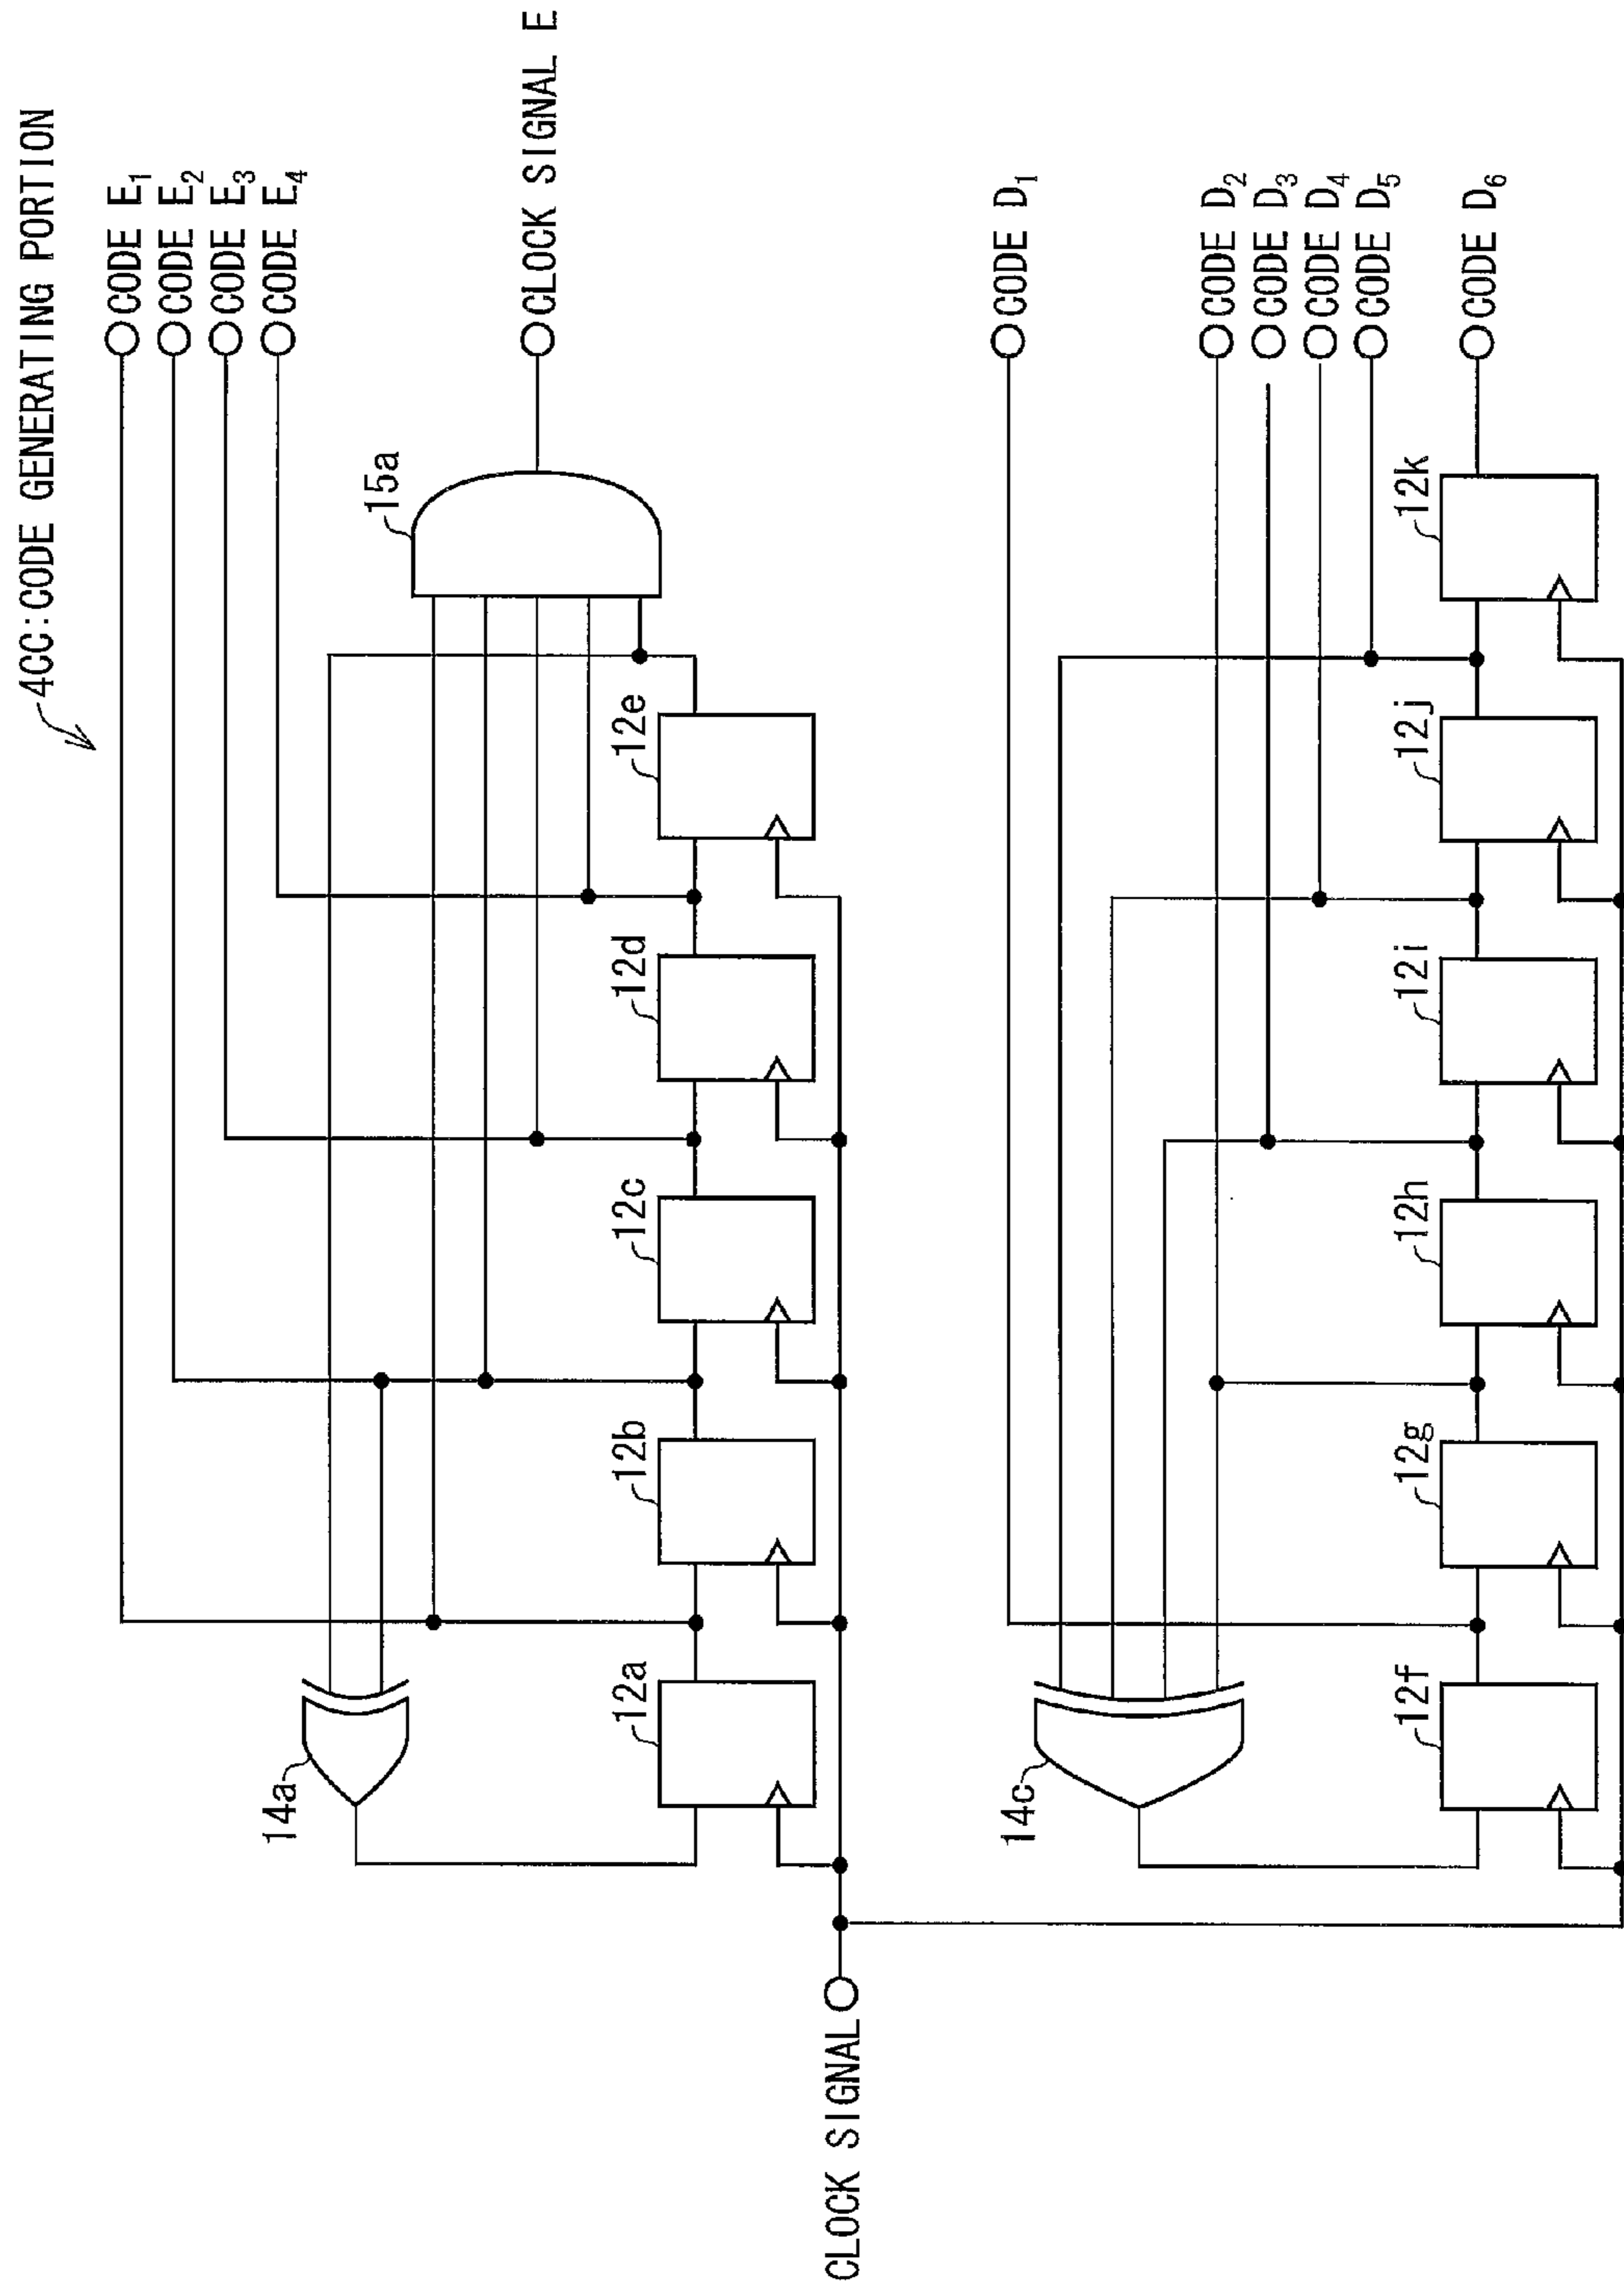 4CC:CODE GENERATING PORTION
CODE E1
CODE E2
CODE E3
CODE E4
CLOCK SIGNAL E
15a
14a
12a
12b
12c
12d
12e
CLOCK SIGNAL
CODE D1
CODE D2
CODE D3
CODE D4
CODE D5
CODE D6
14c
12f
12g
12h
12i
12j
12k